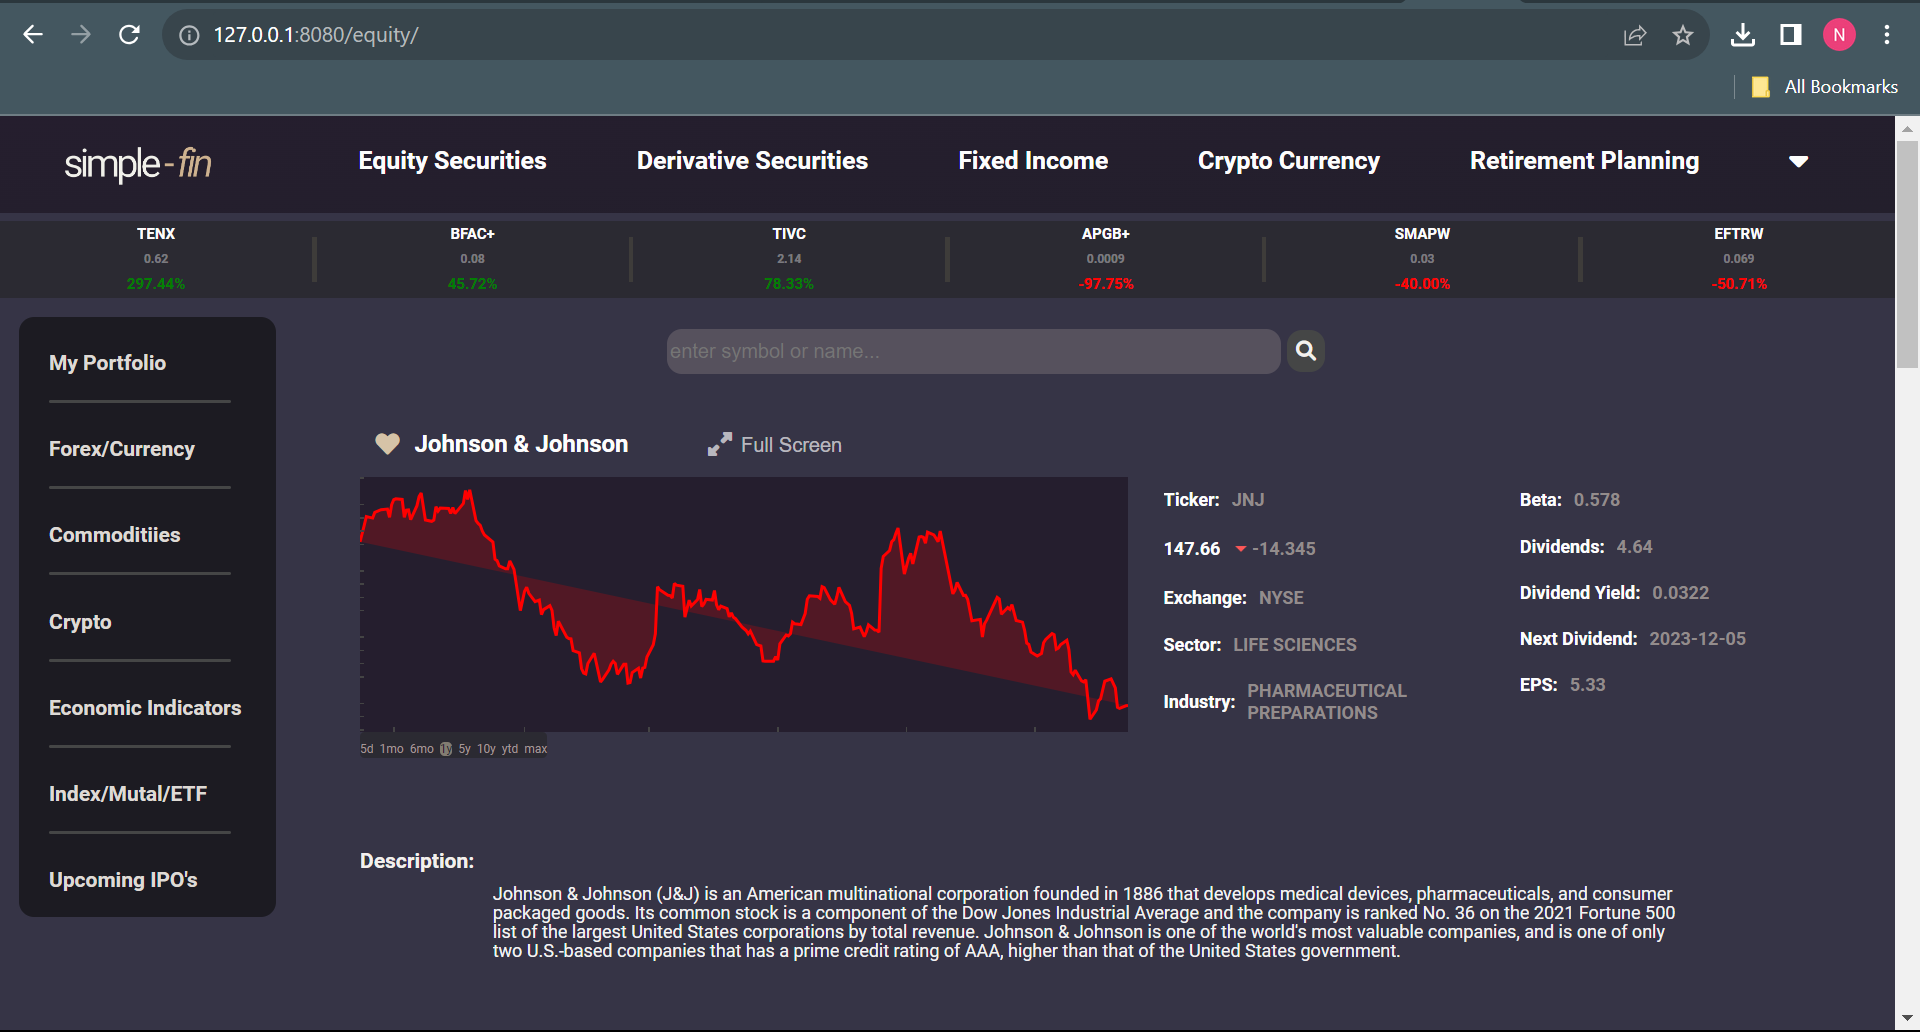 127.0.0.1:8080/equity/
N
All Bookmarks
simple-fin
Equity Securities
Derivative Securities
Fixed Income
Crypto Currency
Retirement Planning
TENX
0.62
297.44%
BFAC+
0.08
45.72%
TIVC
2.14
78.33%
APGB+
0.0009
-97.75%
SMAPW
0.03
-40.00%
EFTRW
0.069
-50.71%
My Portfolio
Forex/Currency
Commoditiies
Crypto
Economic Indicators
Index/Mutal/ETF
Upcoming IPO's
enter symbol or name...
Johnson & Johnson
Full Screen
5d 1mo 6mo 1y 5y 10y ytd max
Ticker: JNJ
147.66 -14.345
Exchange: NYSE
Sector: LIFE SCIENCES
Industry: PHARMACEUTICAL
PREPARATIONS
Beta: 0.578
Dividends: 4.64
Dividend Yield: 0.0322
Next Dividend: 2023-12-05
EPS: 5.33
Description:
Johnson & Johnson (J&J) is an American multinational corporation founded in 1886 that develops medical devices, pharmaceuticals, and consumer
packaged goods. Its common stock is a component of the Dow Jones Industrial Average and the company is ranked No. 36 on the 2021 Fortune 500
list of the largest United States corporations by total revenue. Johnson & Johnson is one of the world's most valuable companies, and is one of only
two U.S.-based companies that has a prime credit rating of AAA, higher than that of the United States government.